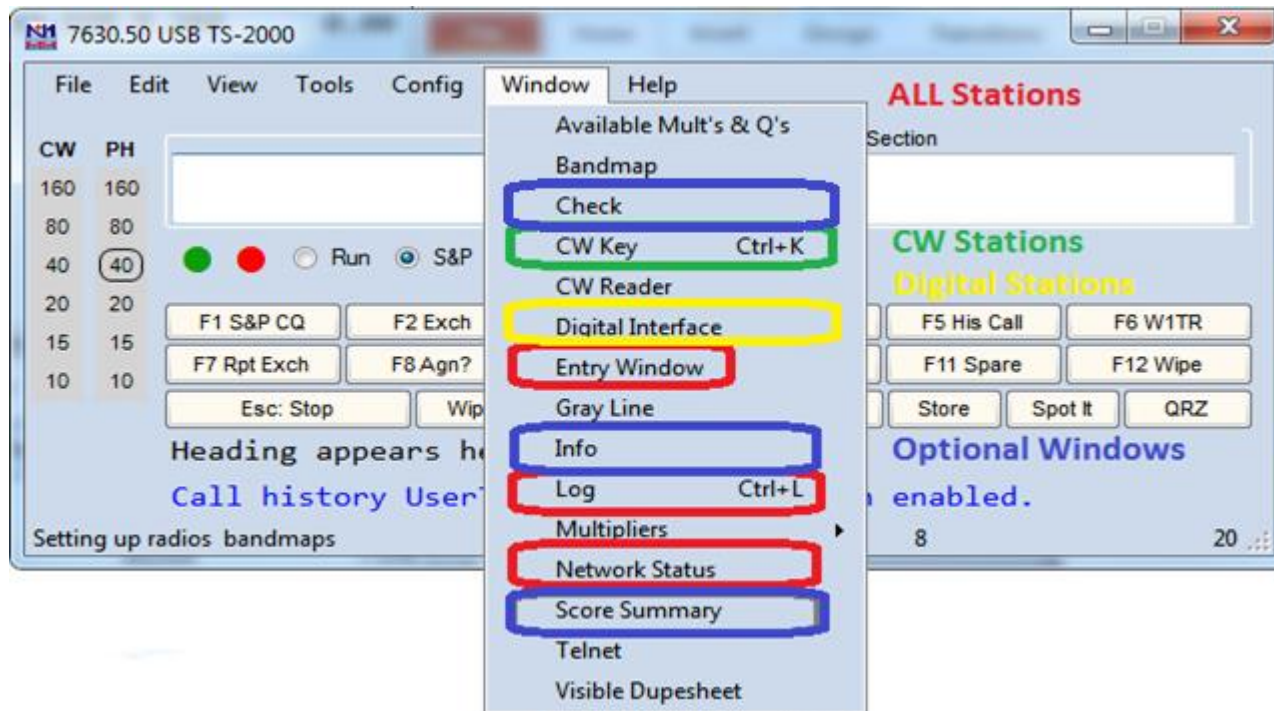 7630.50 USB TS-2000
File Edit View Tools Config Window Help
ALL Stations
Available Mult's & Q's
CW PH
Section
Bandmap
160 160
Check
80 80
CW Key Ctrl+K
CW Stations
40 40
Run S&P
CW Reader
Digital Stations
20 20
F1 S&P CQ F2 Exch
Digital Interface
F5 His Call F6 W1TR
15 15
F7 Rpt Exch F8 Agn?
Entry Window
F11 Spare F12 Wipe
10 10
Esc: Stop Wip
Gray Line
Store Spot It QRZ
Heading appears he
Info
Optional Windows
Call history User
Log Ctrl+L
enabled.
Setting up radios bandmaps
Multipliers
8 20
Network Status
Score Summary
Telnet
Visible Dupesheet